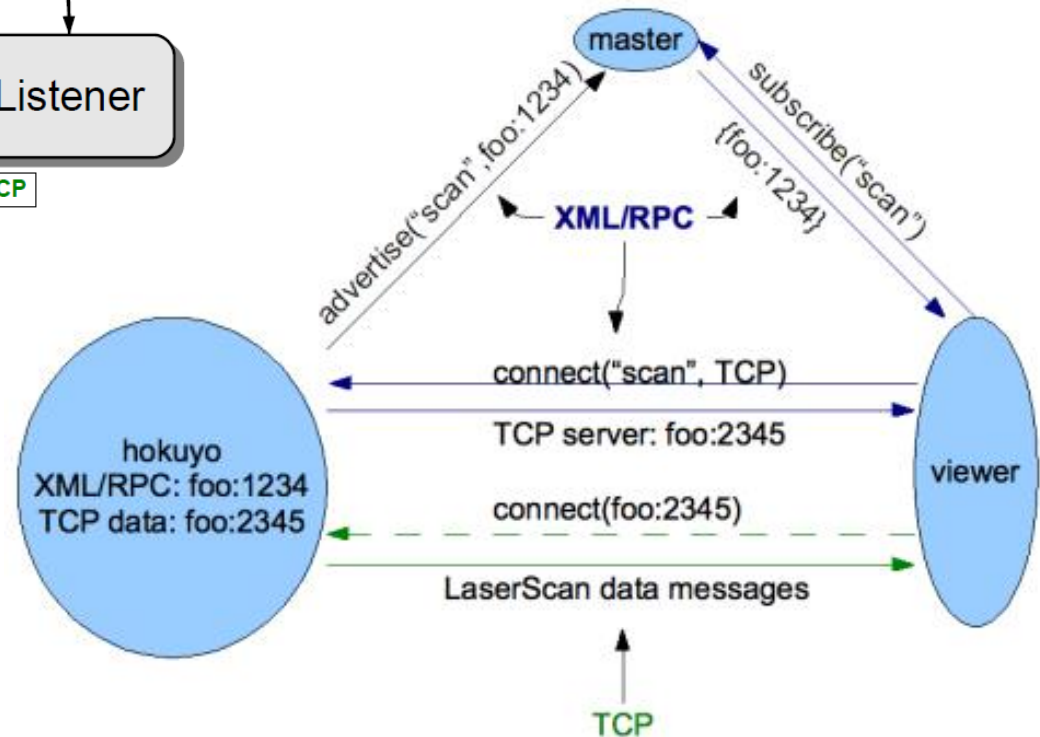 Listener
CP
master
advertise(“scan”,foo:1234)
subscribe(“scan”)
{foo:1234}
XML/RPC
connect(“scan”, TCP)
TCP server: foo:2345
hokuyo
XML/RPC: foo:1234
TCP data: foo:2345
viewer
connect(foo:2345)
LaserScan data messages
TCP